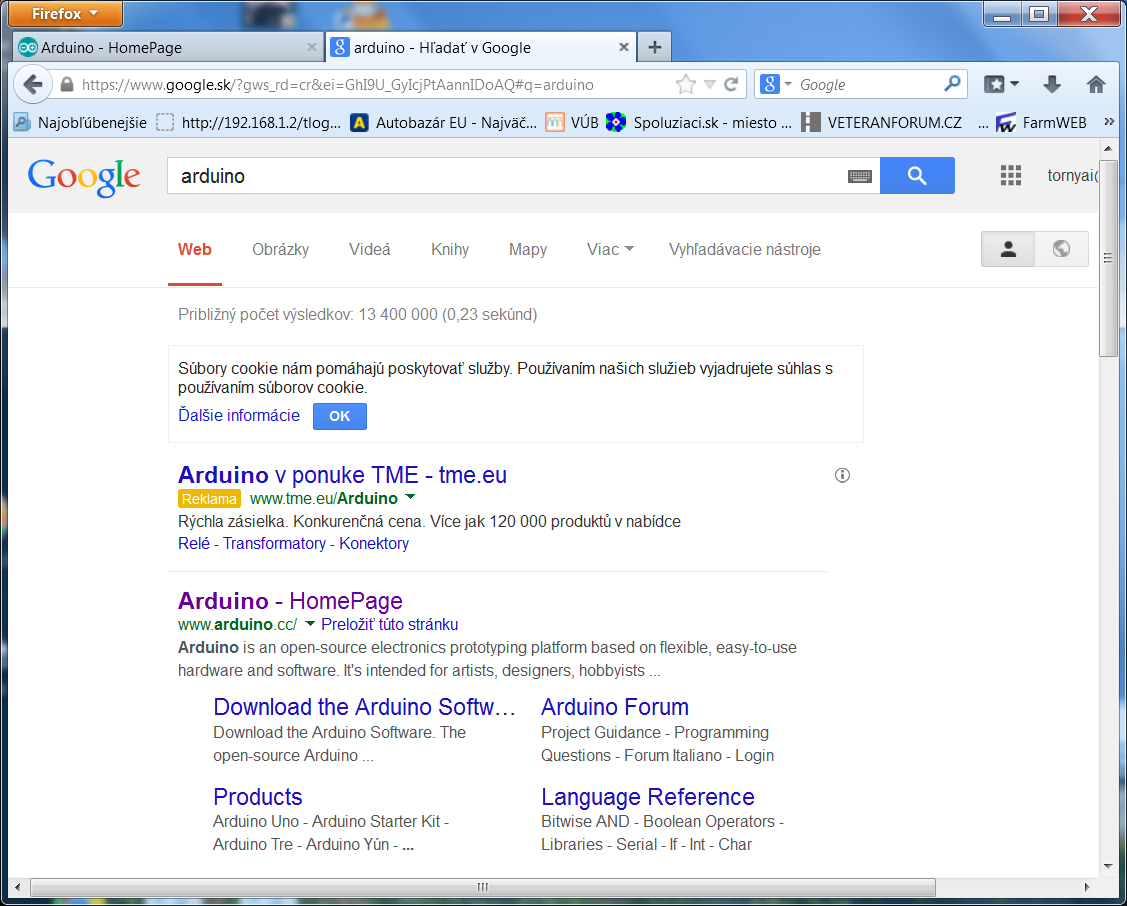 Firefox
Arduino - HomePage
arduino - Hľadať v Google
https://www.google.sk/?gws_rd=cr&ei=GhI9U_GyIcjPtAannIDoAQ#q=arduino
Google
Najobľúbenejšie
http://192.168.1.2/tlog...
Autobazár EU - Najväč...
VÚB
Spoluziaci.sk - miesto ...
VETERANFORUM.CZ ...
FarmWEB
Google
arduino
tornyai(
Web Obrázky Videá Knihy Mapy Viac Vyhľadávacie nástroje
Približný počet výsledkov: 13 400 000 (0,23 sekúnd)
Súbory cookie nám pomáhajú poskytovať služby. Používaním našich služieb vyjadrujete súhlas s
používaním súborov cookie.
Ďalšie informácie OK
Arduino v ponuke TME - tme.eu
Reklama www.tme.eu/Arduino
Rýchla zásielka. Konkurenčná cena. Více jak 120 000 produktů v nabídce
Relé - Transformatory - Konektory
Arduino - HomePage
www.arduino.cc/ Preložiť túto stránku
Arduino is an open-source electronics prototyping platform based on flexible, easy-to-use
hardware and software. It's intended for artists, designers, hobbyists ...
Download the Arduino Softw...
Download the Arduino Software. The
open-source Arduino ...
Arduino Forum
Project Guidance - Programming
Questions - Forum Italiano - Login
Products
Arduino Uno - Arduino Starter Kit -
Arduino Tre - Arduino Yún - ...
Language Reference
Bitwise AND - Boolean Operators -
Libraries - Serial - If - Int - Char